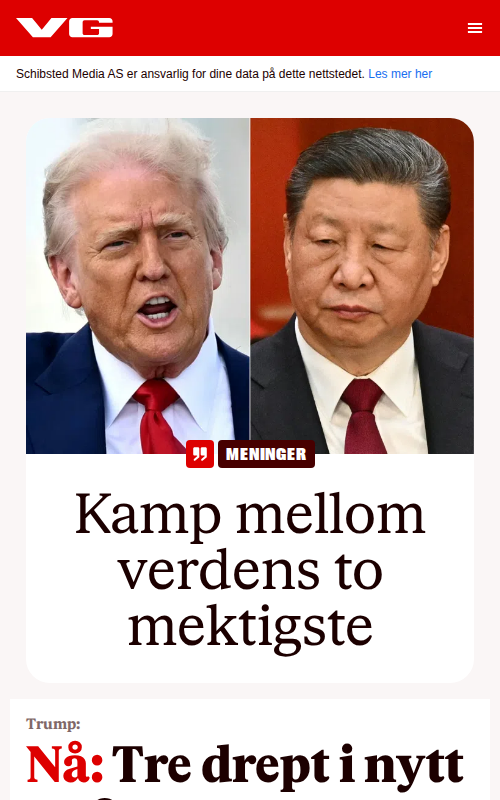 VG
Schibsted Media AS er ansvarlig for dine data på dette nettstedet. Les mer her
MENINGER
Kamp mellom
verdens to
mektigste
Trump:
Nå: Tre drept i nytt